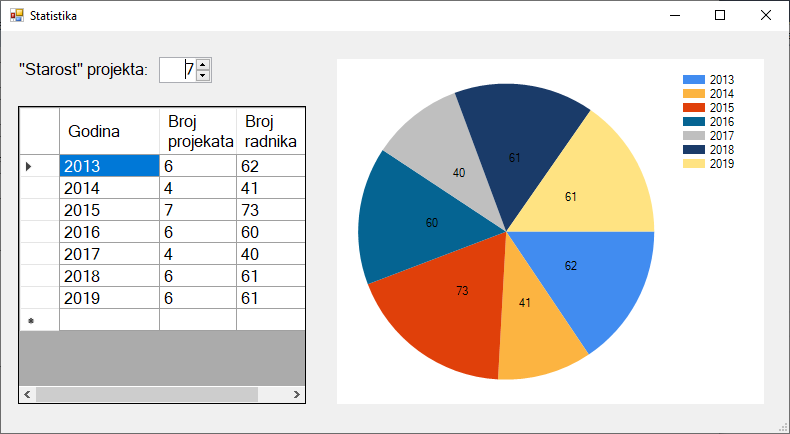 Statistika
"Starost" projekta: 7
Godina Broj projekata Broj radnika
2013 6 62
2014 4 41
2015 7 73
2016 6 60
2017 4 40
2018 6 61
2019 6 61
2013
2014
2015
2016
2017
2018
2019
61
40
61
60
62
73
41